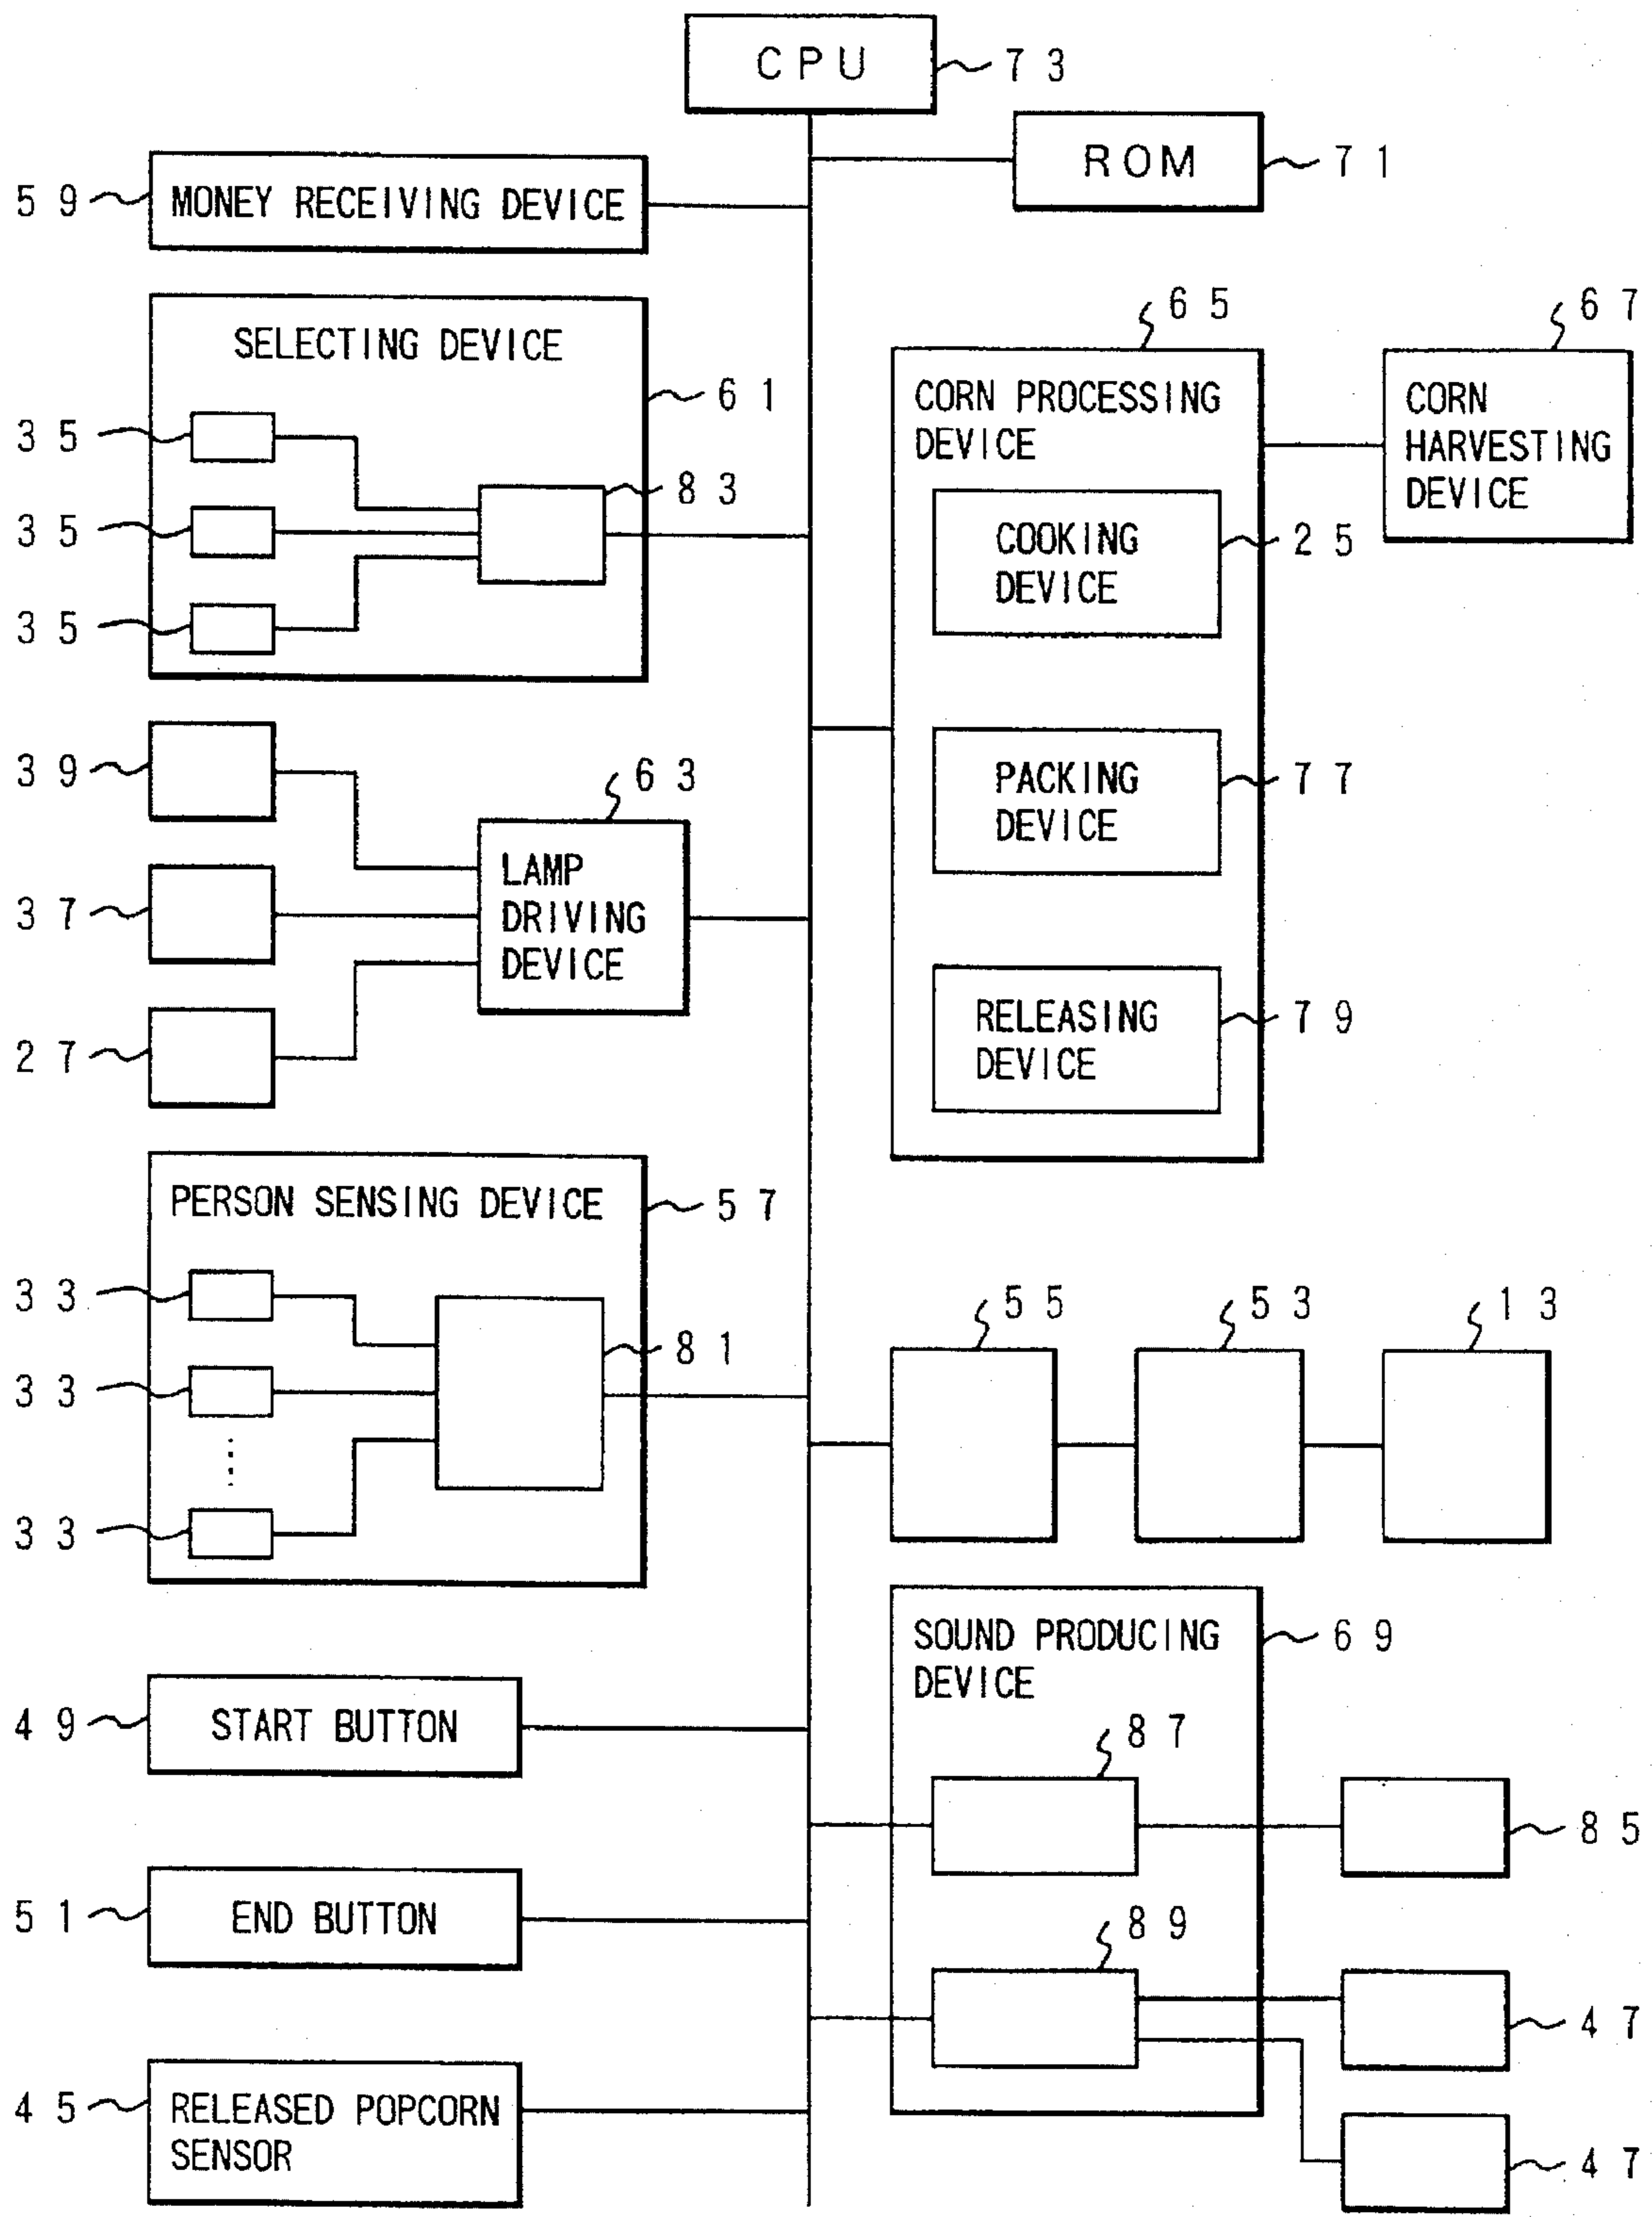 CPU
73
ROM
71
59
MONEY RECEIVING DEVICE
SELECTING DEVICE
61
35
83
35
35
65
CORN PROCESSING
DEVICE
67
CORN
HARVESTING
DEVICE
COOKING
DEVICE
25
PACKING
DEVICE
77
RELEASING
DEVICE
79
39
63
37
LAMP
DRIVING
DEVICE
27
PERSON SENSING DEVICE
57
33
81
33
33
55
53
13
SOUND PRODUCING
DEVICE
69
87
85
89
47
47
49
START BUTTON
51
END BUTTON
45
RELEASED POPCORN
SENSOR